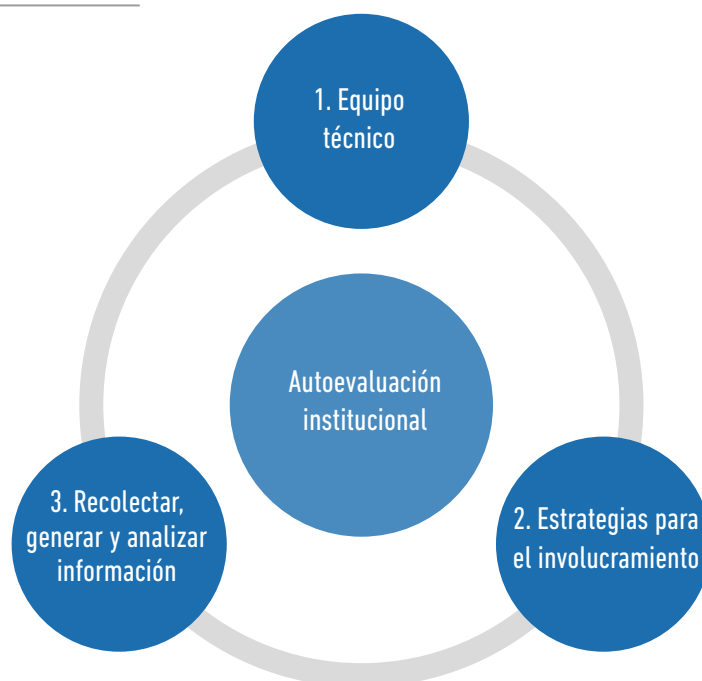 1. Equipo
técnico
Autoevaluación
institucional
2. Estrategias para
el involucramiento
3. Recolectar,
generar y analizar
información